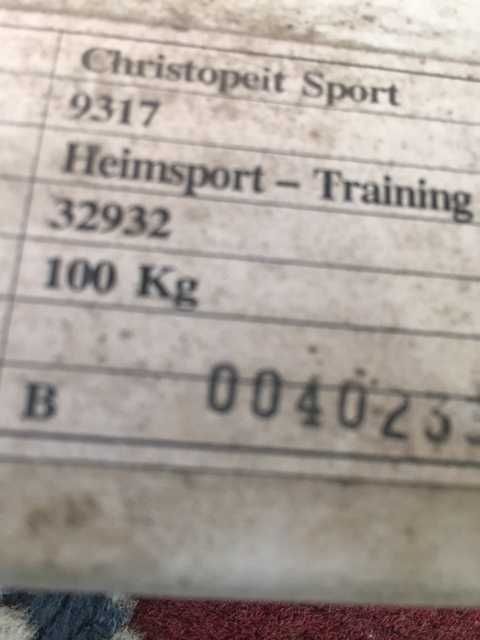 Christopeit Sport
9317
Heimsport – Training
32932
100 Kg
B 004023